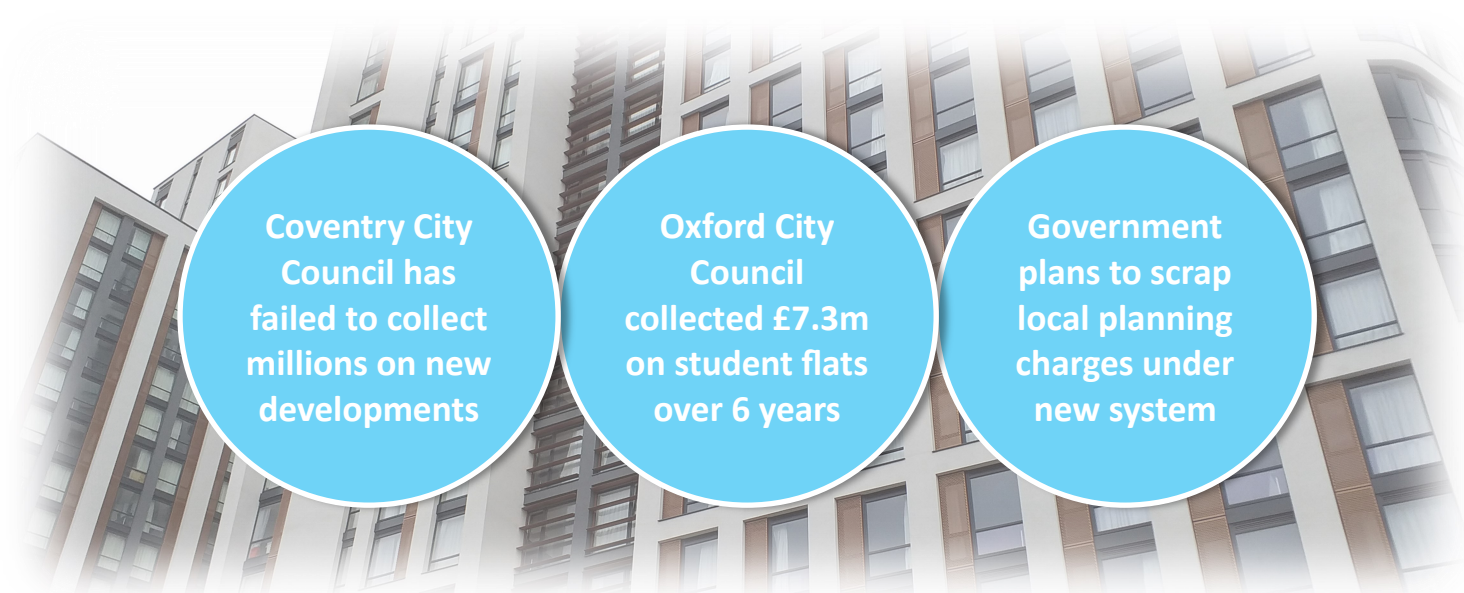 Coventry City
Council has
failed to collect
millions on new
developments
Oxford City
Council
collected £7.3m
on student flats
over 6 years
Government
plans to scrap
local planning
charges under
new system